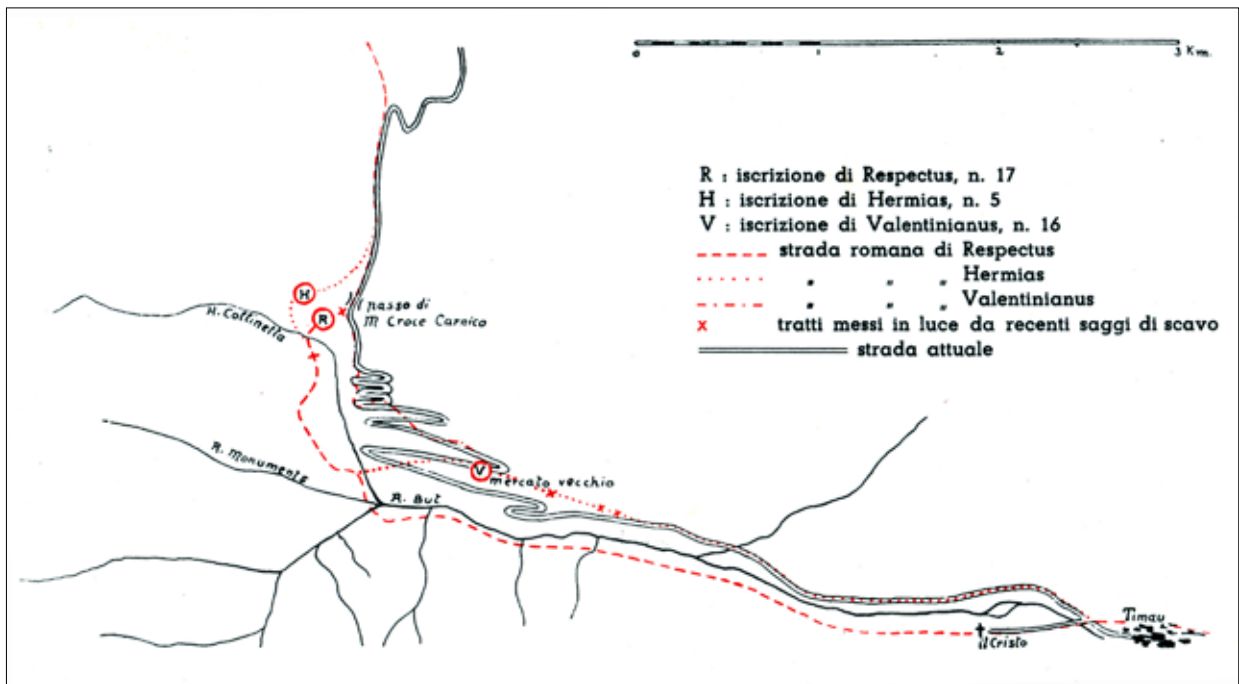 0 1 2 3 Km.
R : iscrizione di Respectus, n. 17
H : iscrizione di Hermias, n. 5
V : iscrizione di Valentinianus, n. 16
strada romana di Respectus
" " " Hermias
" " " Valentinianus
x tratti messi in luce da recenti saggi di scavo
strada attuale
H
R
passo di
M Croce Carnico
R. Collinetta
R. Monuments
V
mercato vecchio
R. But
Timau
il Cristo